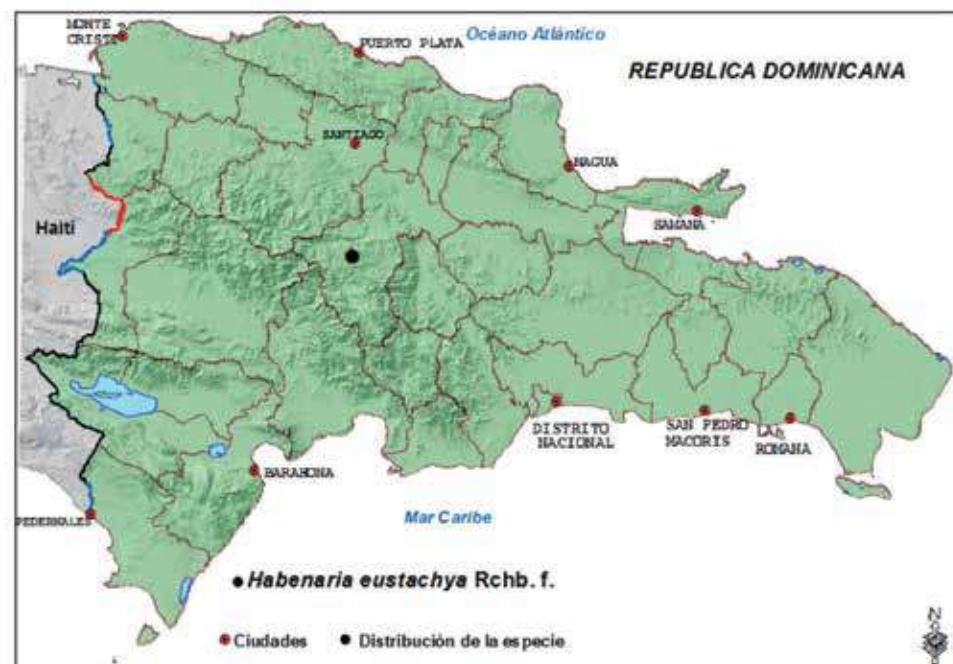 MONTE
CRISTI
PUERTO PLATA
Océano Atlántico
REPUBLICA DOMINICANA
SANTIAGO
NAGUA
SAMANA
Haití
DISTRITO
NACIONAL
SAN PEDRO
MACORIS
LA
ROMANA
BARAHONA
PEDERNALES
Mar Caribe
Habenaria eustachya Rchb. f.
Ciudades
Distribución de la especie